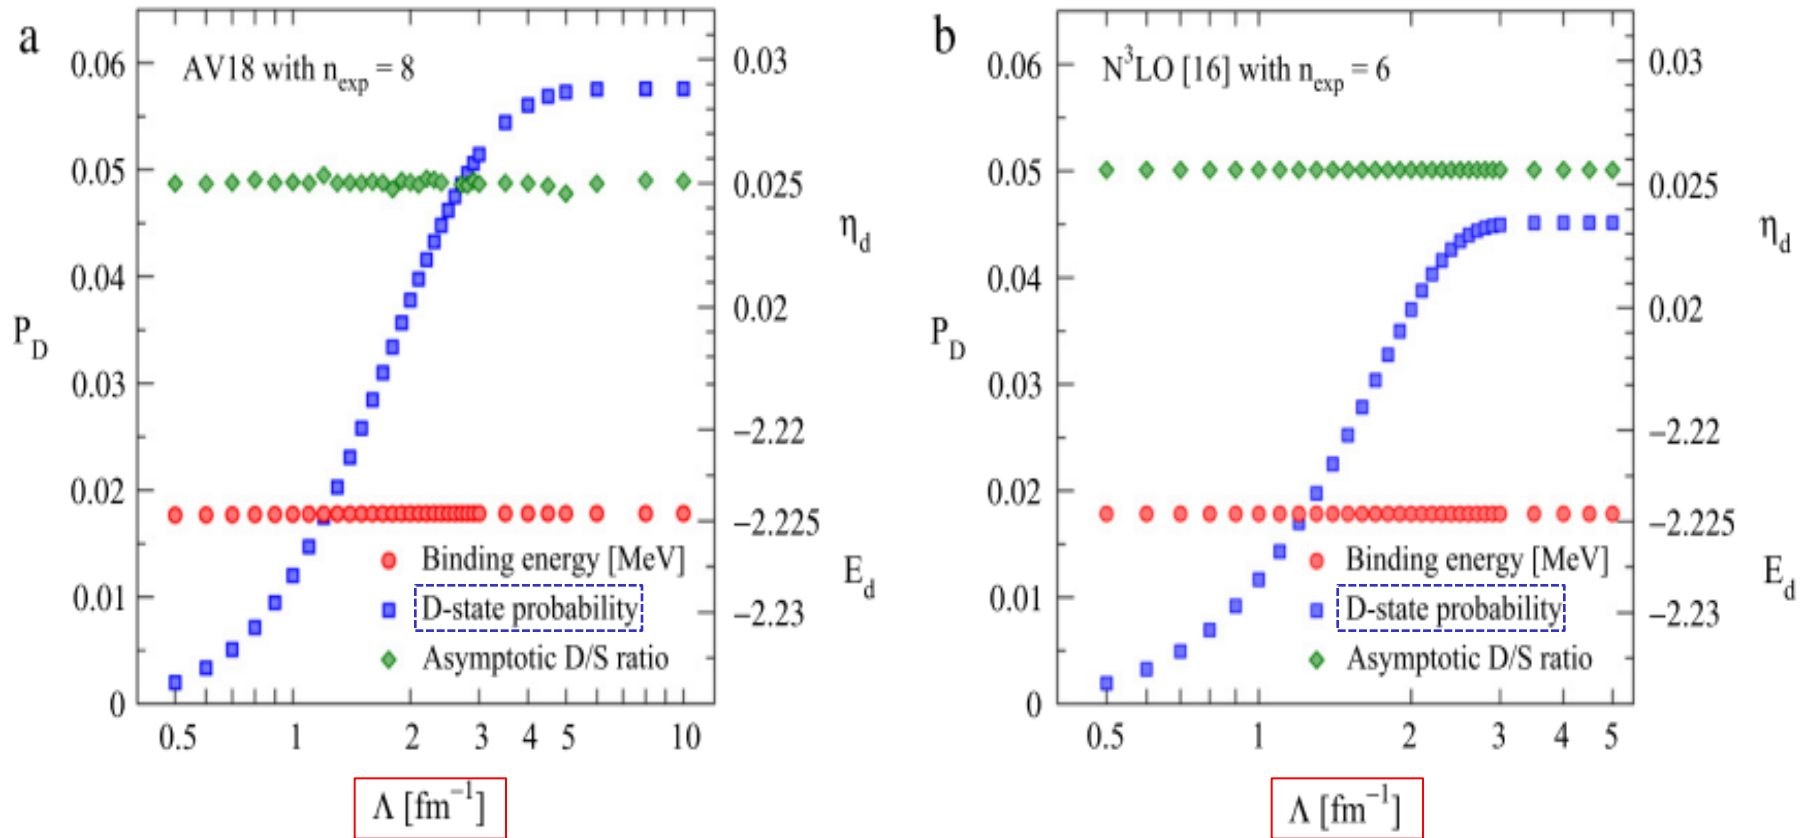 a
AV18 with n_exp = 8
0.06
0.05
0.04
0.03
0.02
0.01
0
P_D
0.03
0.025
0.02
η_d
−2.22
−2.225
−2.23
E_d
Binding energy [MeV]
D-state probability
Asymptotic D/S ratio
0.5 1 2 3 4 5 10
Λ [fm⁻¹]
b
N³LO [16] with n_exp = 6
0.06
0.05
0.04
0.03
0.02
0.01
0
P_D
0.03
0.025
0.02
η_d
−2.22
−2.225
−2.23
E_d
Binding energy [MeV]
D-state probability
Asymptotic D/S ratio
0.5 1 2 3 4 5
Λ [fm⁻¹]